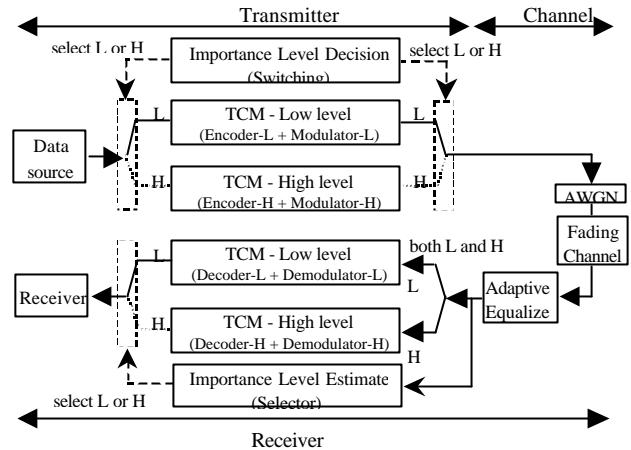 Transmitter
Channel
select L or H
Importance Level Decision
(Switching)
select L or H
L
TCM - Low level
(Encoder-L + Modulator-L)
L
Data
source
H
TCM - High level
(Encoder-H + Modulator-H)
H
AWGN
Fading
Channel
L
TCM - Low level
(Decoder-L + Demodulator-L)
both L and H
L
Receiver
Adaptive
Equalize
H
TCM - High level
(Decoder-H + Demodulator-H)
H
Importance Level Estimate
(Selector)
select L or H
Receiver